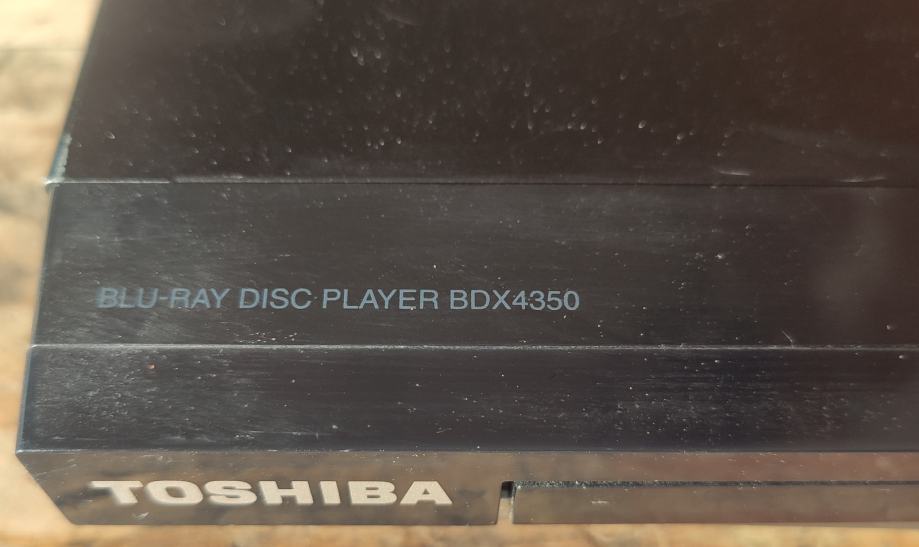 BLU-RAY DISC PLAYER BDX4350
TOSHIBA